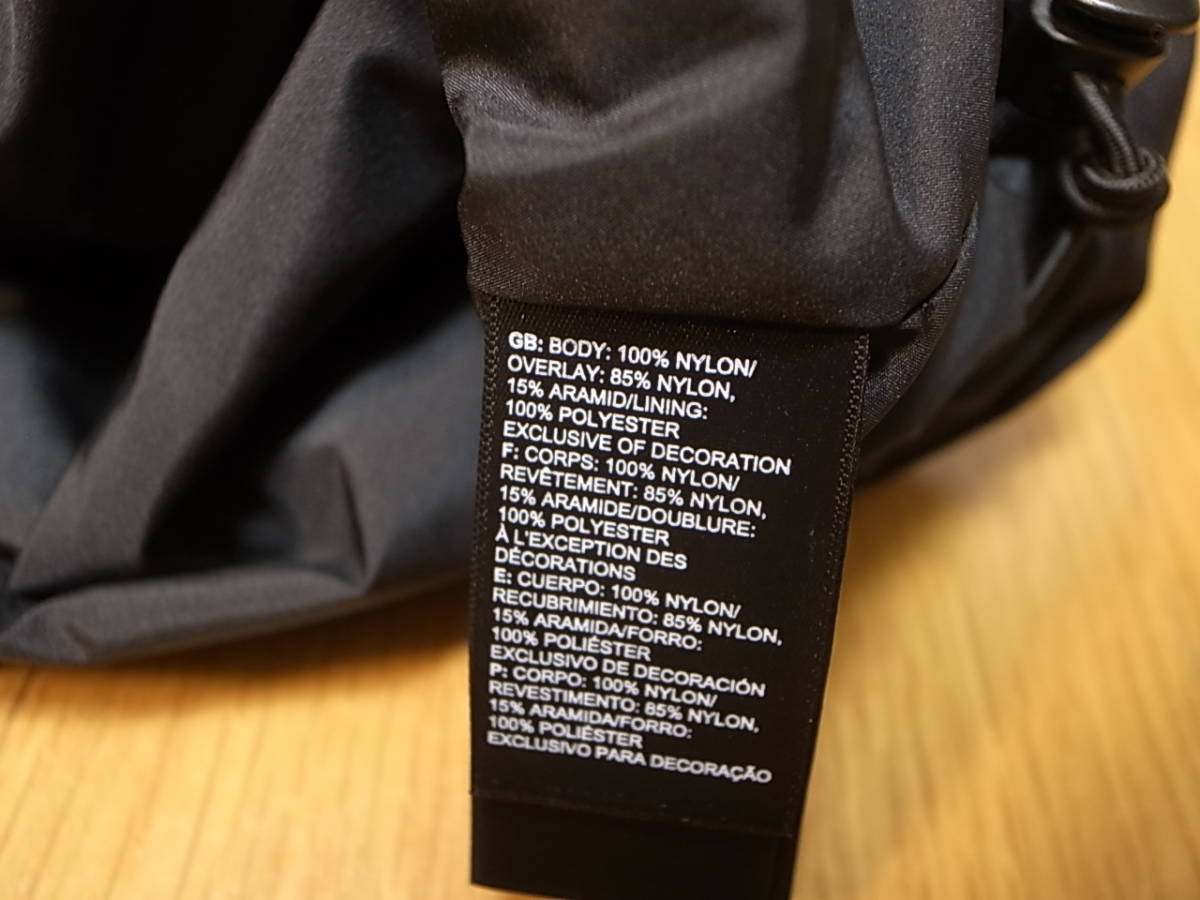 GB: BODY: 100% NYLON/
OVERLAY: 85% NYLON,
15% ARAMID/LINING:
100% POLYESTER
EXCLUSIVE OF DECORATION
F: CORPS: 100% NYLON/
REVÊTEMENT: 85% NYLON,
15% ARAMIDE/DOUBLURE:
100% POLYESTER
À L'EXCEPTION DES
DÉCORATIONS
E: CUERPO: 100% NYLON/
RECUBRIMIENTO: 85% NYLON,
15% ARAMIDA/FORRO:
100% POLIÉSTER
EXCLUSIVO DE DECORACIÓN
P: CORPO: 100% NYLON/
REVESTIMENTO: 85% NYLON,
15% ARAMIDA/FORRO:
100% POLIÉSTER
EXCLUSIVO PARA DECORAÇÃO